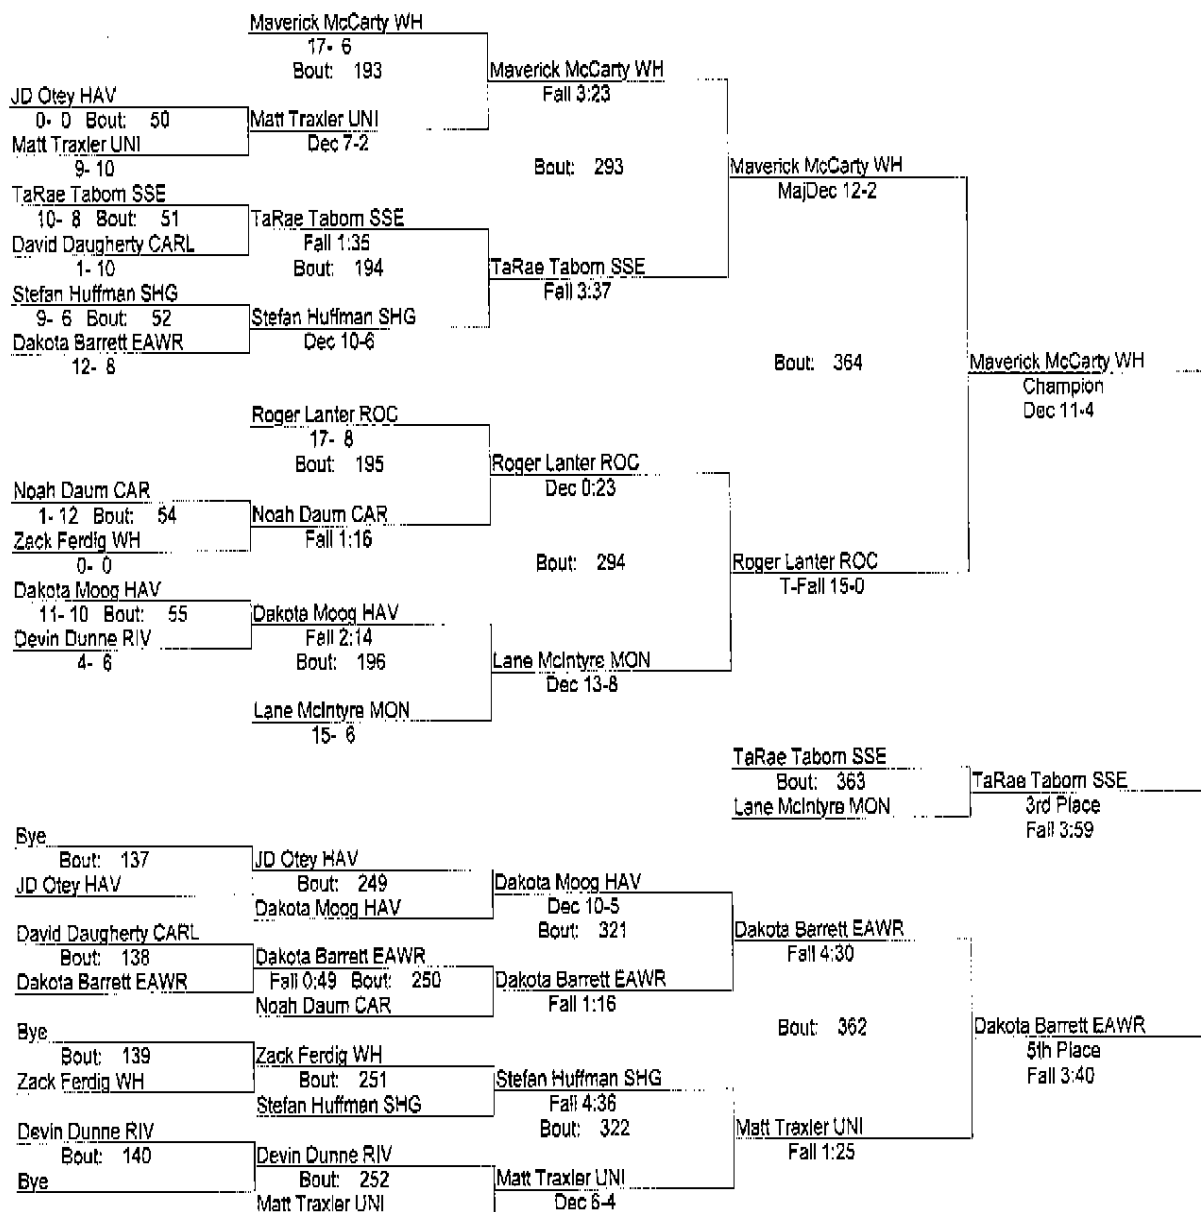 Maverick McCarty WH
17- 6
Bout: 193
Maverick McCarty WH
Fall 3:23
JD Otey HAV
0- 0 Bout: 50
Matt Traxler UNI
Dec 7-2
Matt Traxler UNI
9- 10
Bout: 293
Maverick McCarty WH
MajDec 12-2
TaRae Taborn SSE
10- 8 Bout: 51
TaRae Taborn SSE
Fall 1:35
David Daugherty CARL
1- 10
Bout: 194
TaRae Taborn SSE
Fall 3:37
Stefan Huffman SHG
9- 6 Bout: 52
Stefan Huffman SHG
Dec 10-6
Dakota Barrett EAWR
12- 8
Bout: 364
Maverick McCarty WH
Champion
Dec 11-4
Roger Lanter ROC
17- 8
Bout: 195
Roger Lanter ROC
Dec 0:23
Noah Daum CAR
1- 12 Bout: 54
Noah Daum CAR
Fall 1:16
Zack Ferdig WH
0- 0
Bout: 294
Roger Lanter ROC
T-Fall 15-0
Dakota Moog HAV
11- 10 Bout: 55
Dakota Moog HAV
Fall 2:14
Devin Dunne RIV
4- 6
Bout: 196
Lane McIntyre MON
Dec 13-8
Lane McIntyre MON
15- 6
TaRae Taborn SSE
Bout: 363
TaRae Taborn SSE
Lane McIntyre MON
3rd Place
Fall 3:59
Bye
Bout: 137
JD Otey HAV
JD Otey HAV
Bout: 249
Dakota Moog HAV
Dakota Moog HAV
Dec 10-5
Bout: 321
David Daugherty CARL
Bout: 138
Dakota Barrett EAWR
Dakota Barrett EAWR
Fall 0:49 Bout: 250
Noah Daum CAR
Dakota Barrett EAWR
Fall 1:16
Dakota Barrett EAWR
Fall 4:30
Bout: 362
Dakota Barrett EAWR
5th Place
Fall 3:40
Bye
Bout: 139
Zack Ferdig WH
Zack Ferdig WH
Bout: 251
Stefan Huffman SHG
Stefan Huffman SHG
Fall 4:36
Bout: 322
Matt Traxler UNI
Fall 1:25
Devin Dunne RIV
Bout: 140
Bye
Devin Dunne RIV
Bout: 252
Matt Traxler UNI
Matt Traxler UNI
Dec 6-4